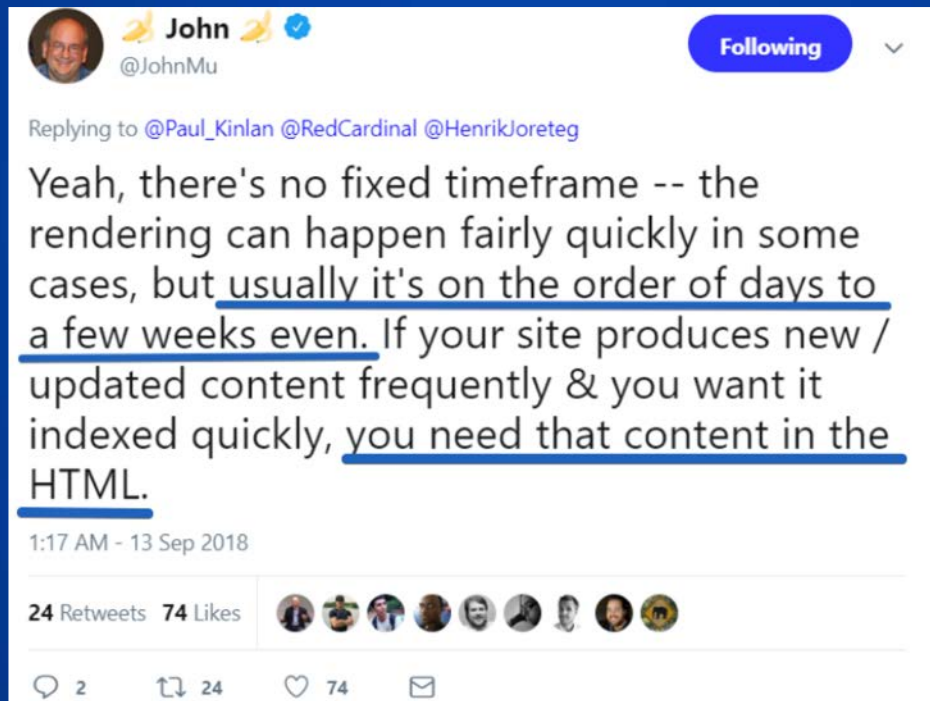 🍌 John 🍌
@JohnMu
Following
Replying to @Paul_Kinlan @RedCardinal @HenrikJoreteg
Yeah, there's no fixed timeframe -- the
rendering can happen fairly quickly in some
cases, but usually it's on the order of days to
a few weeks even. If your site produces new /
updated content frequently & you want it
indexed quickly, you need that content in the
HTML.
1:17 AM - 13 Sep 2018
24 Retweets 74 Likes
2 24 74